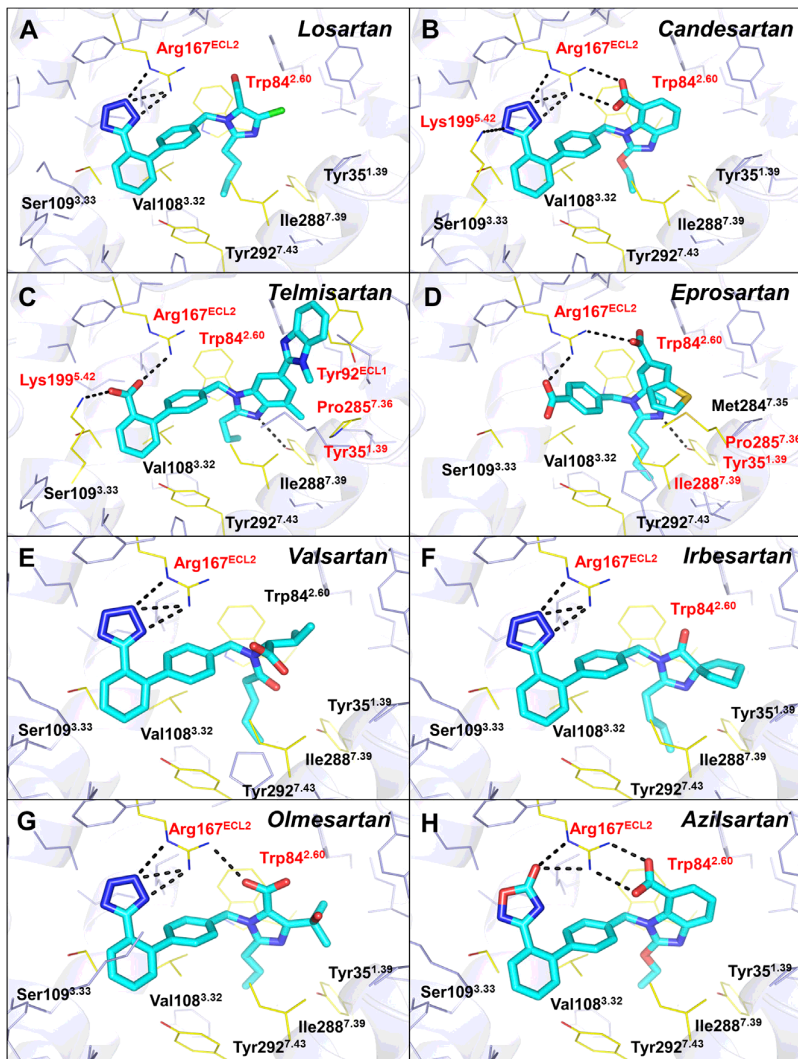 A Losartan
Arg167ECL2
Trp842.60
Tyr351.39
Ser1093.33
Val1083.32
Ile2887.39
Tyr2927.43
B Candesartan
Arg167ECL2
Trp842.60
Lys1995.42
Tyr351.39
Ser1093.33
Val1083.32
Ile2887.39
Tyr2927.43
C Telmisartan
Arg167ECL2
Trp842.60
Lys1995.42
Tyr92ECL1
Pro2857.36
Tyr351.39
Val1083.32
Ser1093.33
Ile2887.39
Tyr2927.43
D Eprosartan
Arg167ECL2
Trp842.60
Met2847.35
Pro2857.36
Ser1093.33
Val1083.32
Tyr351.39
Ile2887.39
Tyr2927.43
E Valsartan
Arg167ECL2
Trp842.60
Tyr351.39
Ser1093.33
Val1083.32
Ile2887.39
Tyr2927.43
F Irbesartan
Arg167ECL2
Trp842.60
Tyr351.39
Ser1093.33
Val1083.32
Ile2887.39
Tyr2927.43
G Olmesartan
Arg167ECL2
Trp842.60
Tyr351.39
Ser1093.33
Val1083.32
Ile2887.39
Tyr2927.43
H Azilsartan
Arg167ECL2
Trp842.60
Tyr351.39
Ser1093.33
Val1083.32
Ile2887.39
Tyr2927.43